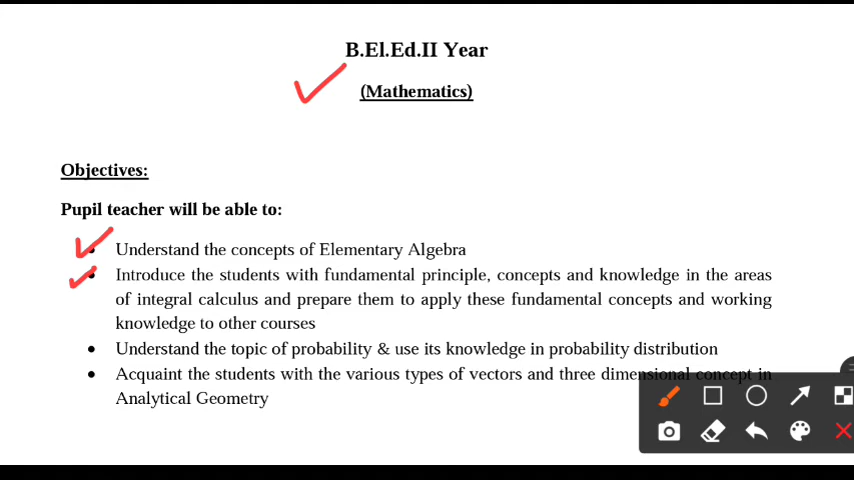 B.El.Ed.II Year
(Mathematics)
Objectives:
Pupil teacher will be able to:
• Understand the concepts of Elementary Algebra
• Introduce the students with fundamental principle, concepts and knowledge in the areas
of integral calculus and prepare them to apply these fundamental concepts and working
knowledge to other courses
• Understand the topic of probability & use its knowledge in probability distribution
• Acquaint the students with the various types of vectors and three dimensional concept in
Analytical Geometry